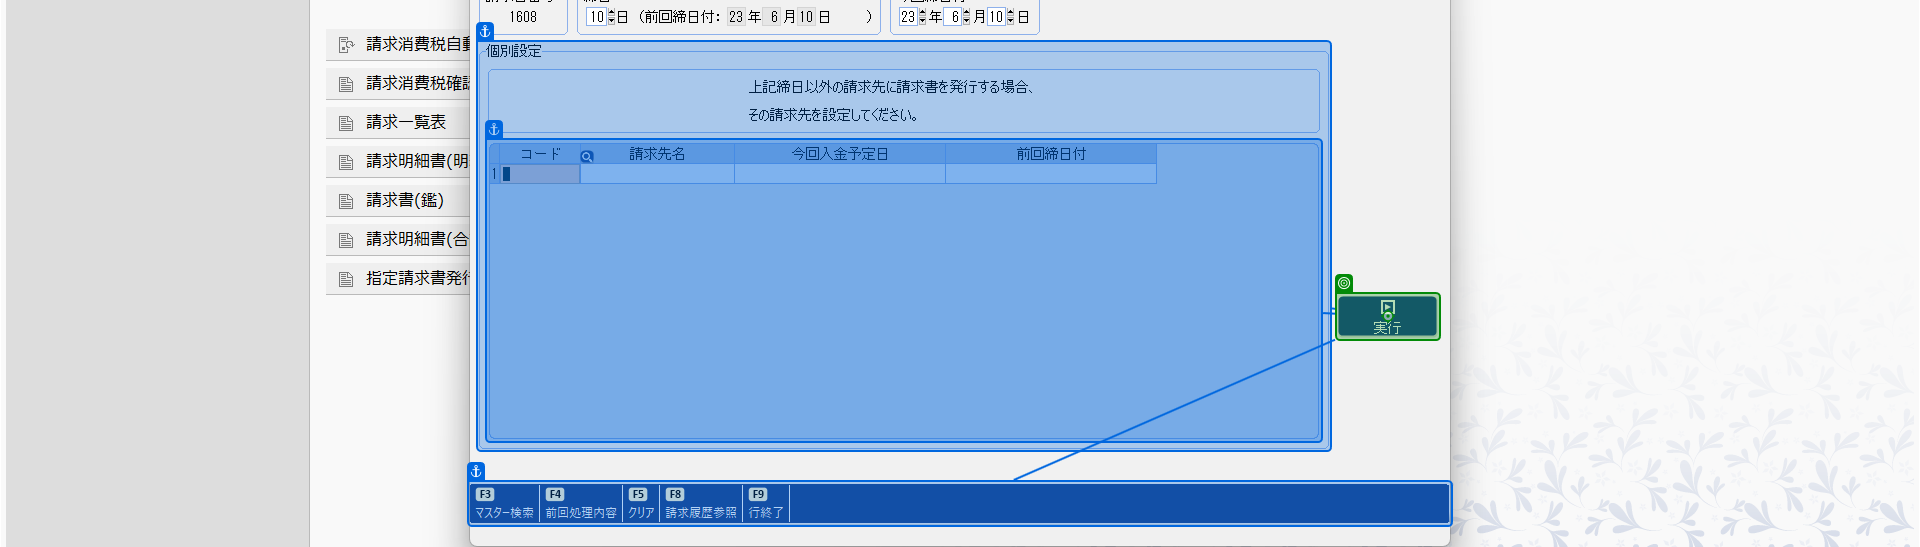 1608
10 日 (前回締日付: 23 年 6 月 10 日 )
23 年 6 月 10 日
請求消費税自動
請求消費税確認
請求一覧表
請求明細書(明
請求書(鑑)
請求明細書(合
指定請求書発行
個別設定
上記締日以外の請求先に請求書を発行する場合、
その請求先を設定してください。
コード 請求先名 今回入金予定日 前回締日付
1
実行
F3 F4 F5 F8 F9
マスター検索 前回処理内容 クリア 請求履歴参照 行終了